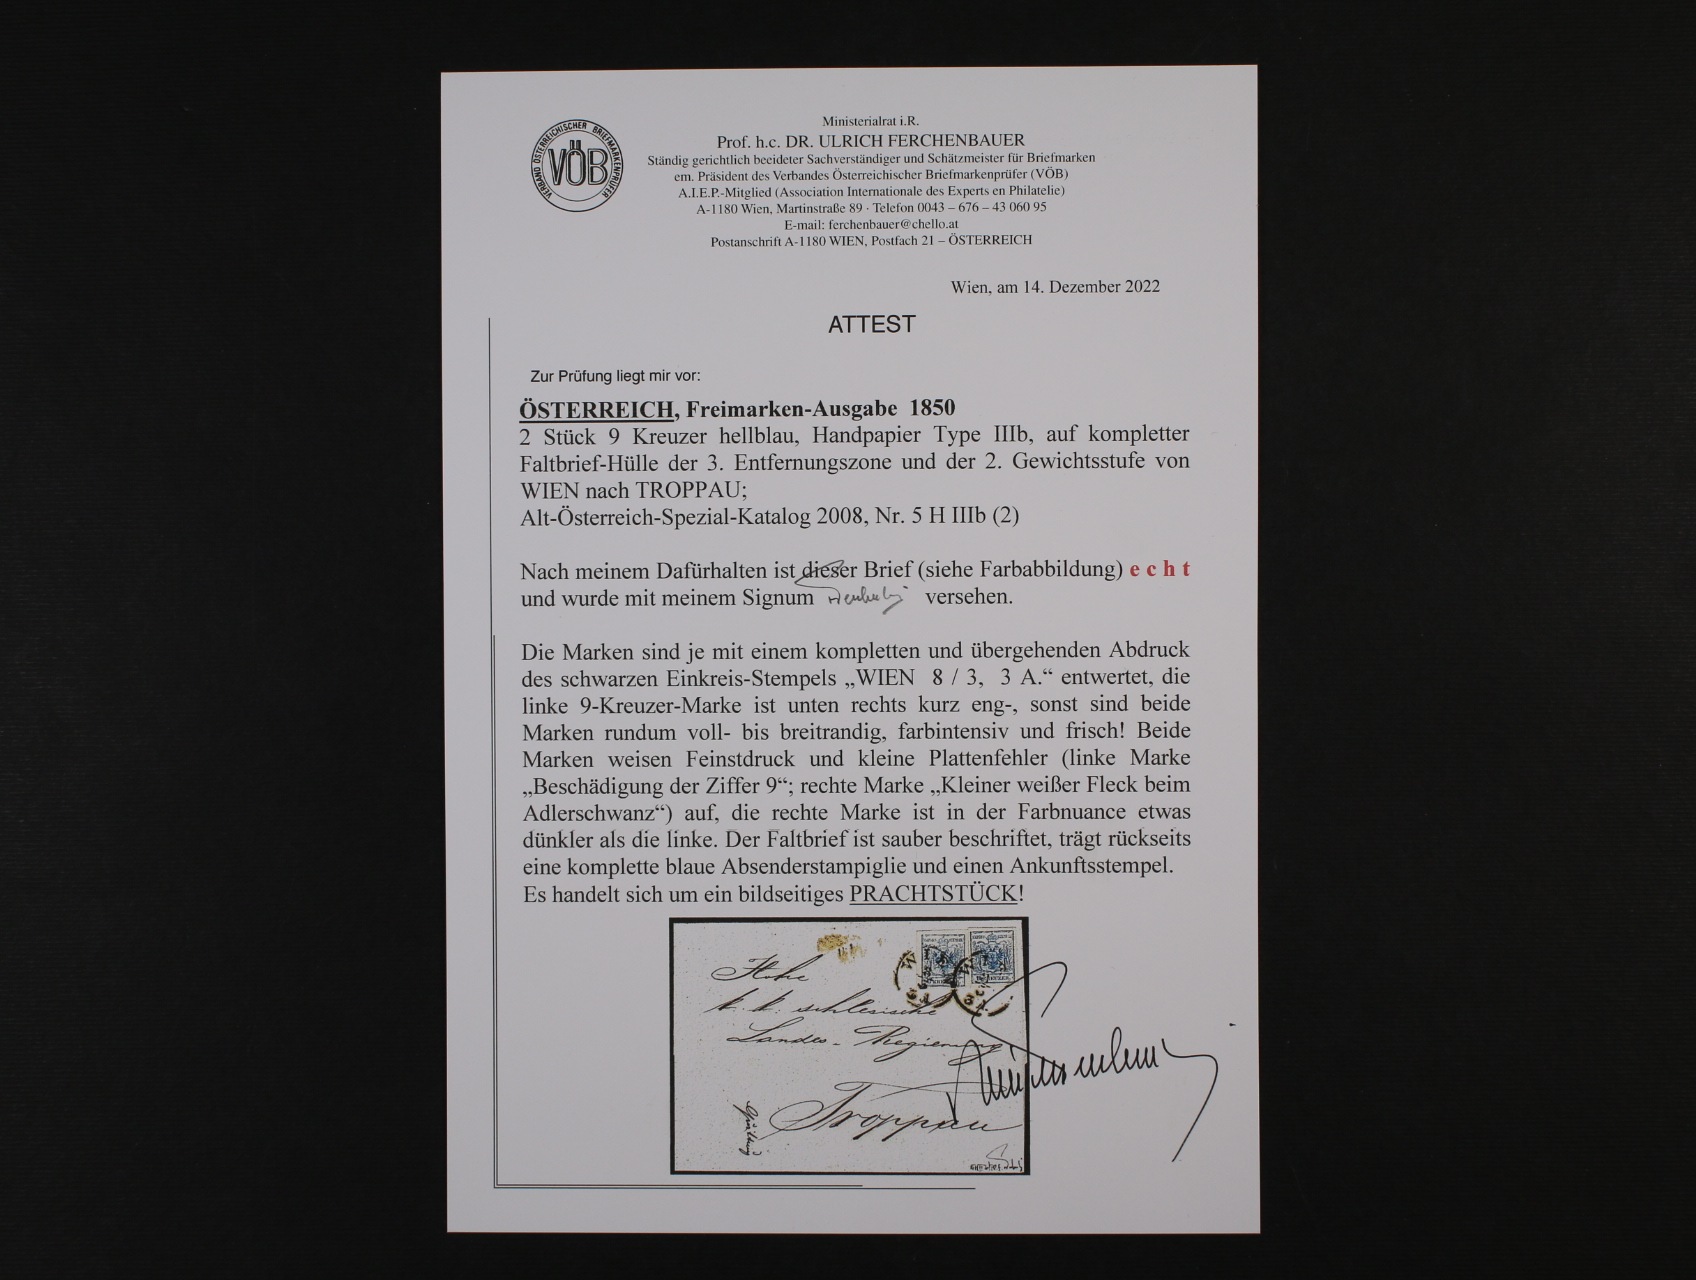 VERBAND ÖSTERREICHISCHER BRIEFMARKENPRÜFER
VÖB
Ministerialrat i.R.
Prof. h.c. DR. ULRICH FERCHENBAUER
Ständig gerichtlich beeideter Sachverständiger und Schätzmeister für Briefmarken
em. Präsident des Verbandes Österreichischer Briefmarkenprüfer (VÖB)
A.I.E.P.-Mitglied (Association Internationale des Experts en Philatelie)
A-1180 Wien, Martinstraße 89 · Telefon 0043 – 676 – 43 060 95
E-mail: ferchenbauer@chello.at
Postanschrift A-1180 WIEN, Postfach 21 – ÖSTERREICH
Wien, am 14. Dezember 2022
ATTEST
Zur Prüfung liegt mir vor:
ÖSTERREICH, Freimarken-Ausgabe 1850
2 Stück 9 Kreuzer hellblau, Handpapier Type IIIb, auf kompletter
Faltbrief-Hülle der 3. Entfernungszone und der 2. Gewichtsstufe von
WIEN nach TROPPAU;
Alt-Österreich-Spezial-Katalog 2008, Nr. 5 H IIIb (2)
Nach meinem Dafürhalten ist dieser Brief (siehe Farbabbildung) e c h t
und wurde mit meinem Signum versehen.
Die Marken sind je mit einem kompletten und übergehenden Abdruck
des schwarzen Einkreis-Stempels „WIEN 8 / 3, 3 A.“ entwertet, die
linke 9-Kreuzer-Marke ist unten rechts kurz eng-, sonst sind beide
Marken rundum voll- bis breitrandig, farbintensiv und frisch! Beide
Marken weisen Feinstdruck und kleine Plattenfehler (linke Marke
„Beschädigung der Ziffer 9“; rechte Marke „Kleiner weißer Fleck beim
Adlerschwanz“) auf, die rechte Marke ist in der Farbnuance etwas
dünkler als die linke. Der Faltbrief ist sauber beschriftet, trägt rückseits
eine komplette blaue Absenderstampiglie und einen Ankunftsstempel.
Es handelt sich um ein bildseitiges PRACHTSTÜCK!
Hohe
k. k. schlesische
Landes-Regierung
Troppau